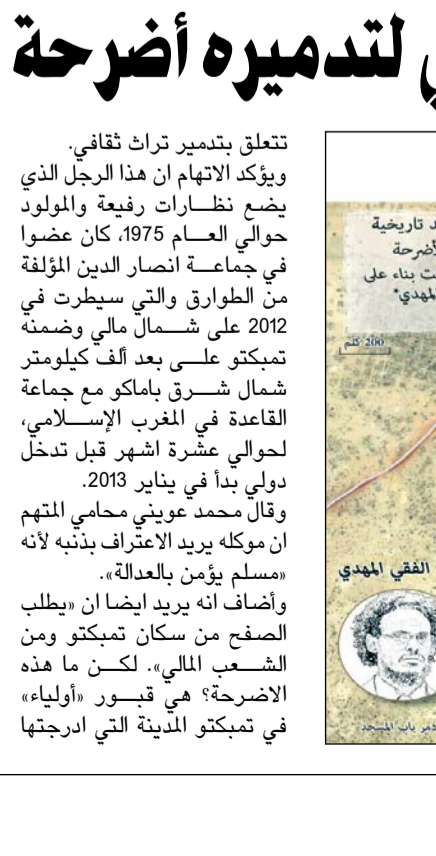 لتدميره أضرحة
تتعلق بتدمير تراث ثقافي.
ويؤكد الاتهام ان هذا الرجل الذي
يضع نظارات رفيعة والمولود
حوالي العام 1975، كان عضوا
في جماعة انصار الدين المؤلفة
من الطوارق والتي سيطرت في
2012 على شمال مالي وضمنه
تمبكتو على بعد ألف كيلومتر
شمال شرق باماكو مع جماعة
القاعدة في المغرب الإسلامي،
لحوالي عشرة اشهر قبل تدخل
دولي بدأ في يناير 2013.
وقال محمد عويني محامي المتهم
ان موكله يريد الاعتراف بذنبه لأنه
«مسلم يؤمن بالعدالة».
وأضاف انه يريد ايضا ان «يطلب
الصفح من سكان تمبكتو ومن
الشعب المالي». لكن ما هذه
الاضرحة؟ هي قبور «أولياء»
في تمبكتو المدينة التي ادرجتها
تاريخية
ت بناء على
200 كلم
الفقي المهدي
دمر باب المسجد